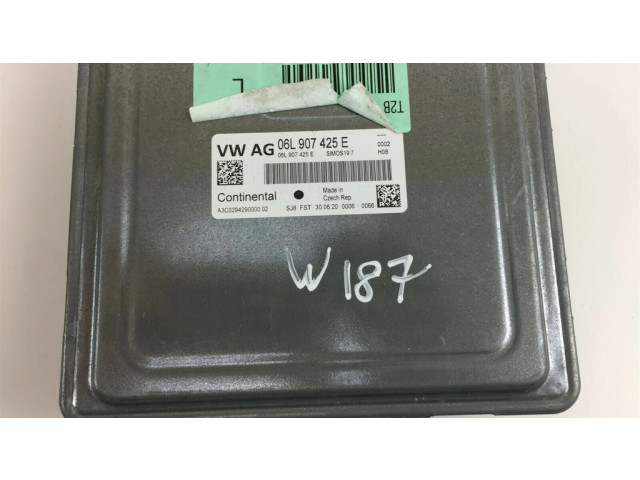 L
T2B
VW AG 06L 907 425 E
06L 907 425 E SIMOS19.7
0002
H08
Continental
Made in
Czech Rep
A3C0294290000 02
SJ8 FST 30.06.20 0006 0066
W187